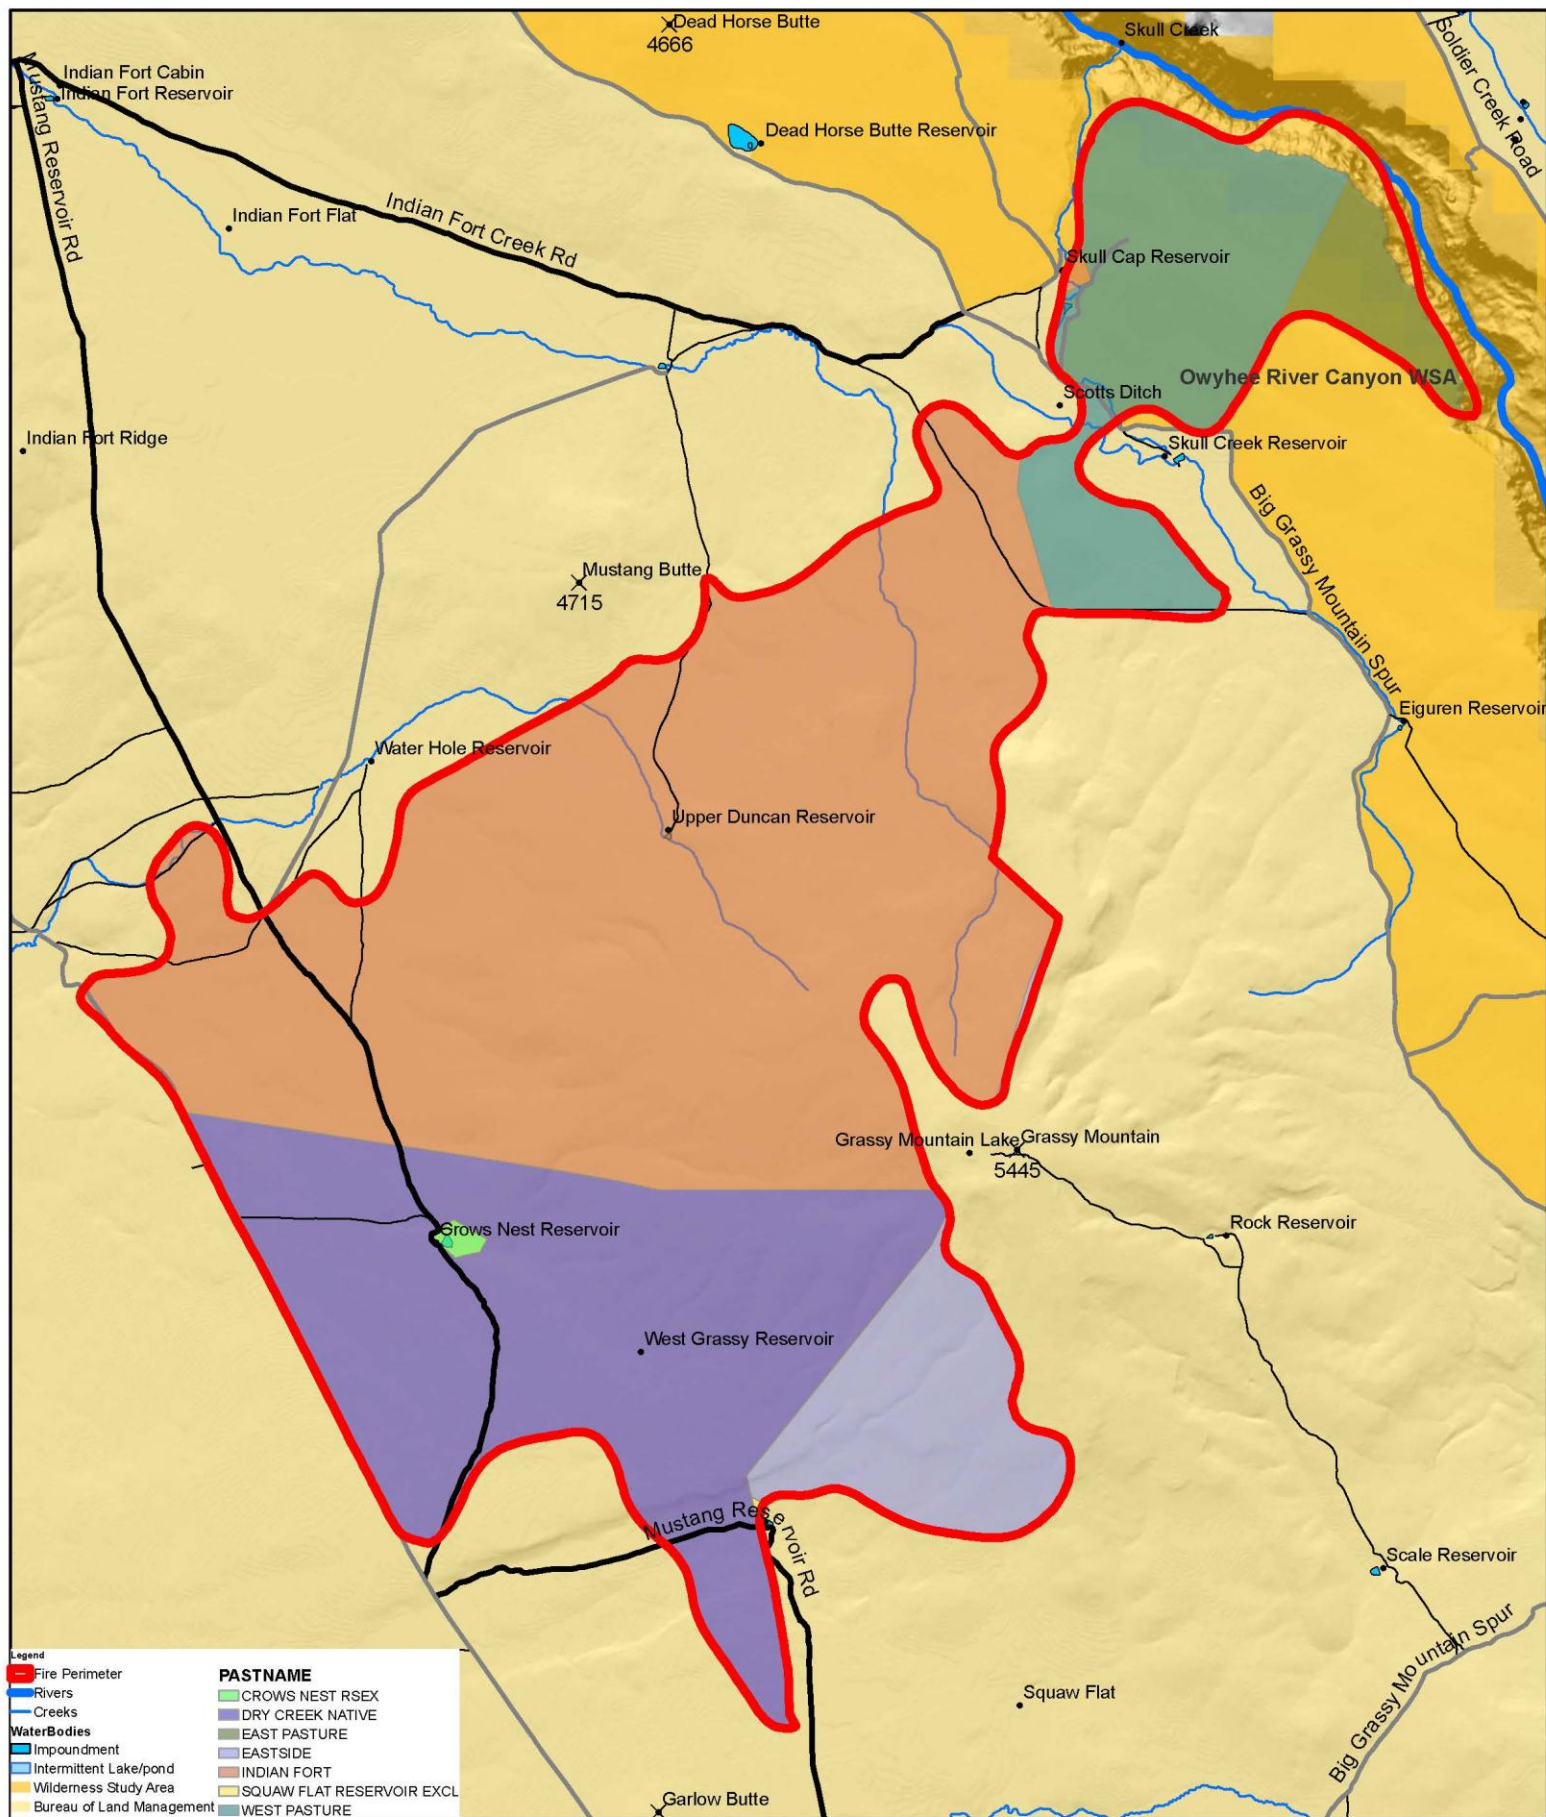 Dead Horse Butte
4666
Skull Creek
Soldier Creek Road
Indian Fort Cabin
Indian Fort Reservoir
Mustang Reservoir Rd
Dead Horse Butte Reservoir
Indian Fort Flat
Indian Fort Creek Rd
Skull Cap Reservoir
Owyhee River Canyon WSA
Scotts Ditch
Indian Fort Ridge
Skull Creek Reservoir
Big Grassy Mountain Spur
Mustang Butte
4715
Eiguren Reservoir
Water Hole Reservoir
Upper Duncan Reservoir
Grassy Mountain Lake
Grassy Mountain
5445
Rock Reservoir
Crows Nest Reservoir
West Grassy Reservoir
Mustang Reservoir Rd
Scale Reservoir
Big Grassy Mountain Spur
Squaw Flat
Garlow Butte
Legend
Fire Perimeter
Rivers
Creeks
WaterBodies
Impoundment
Intermittent Lake/pond
Wilderness Study Area
Bureau of Land Management
PASTNAME
CROWS NEST RSEX
DRY CREEK NATIVE
EAST PASTURE
EASTSIDE
INDIAN FORT
SQUAW FLAT RESERVOIR EXCL
WEST PASTURE